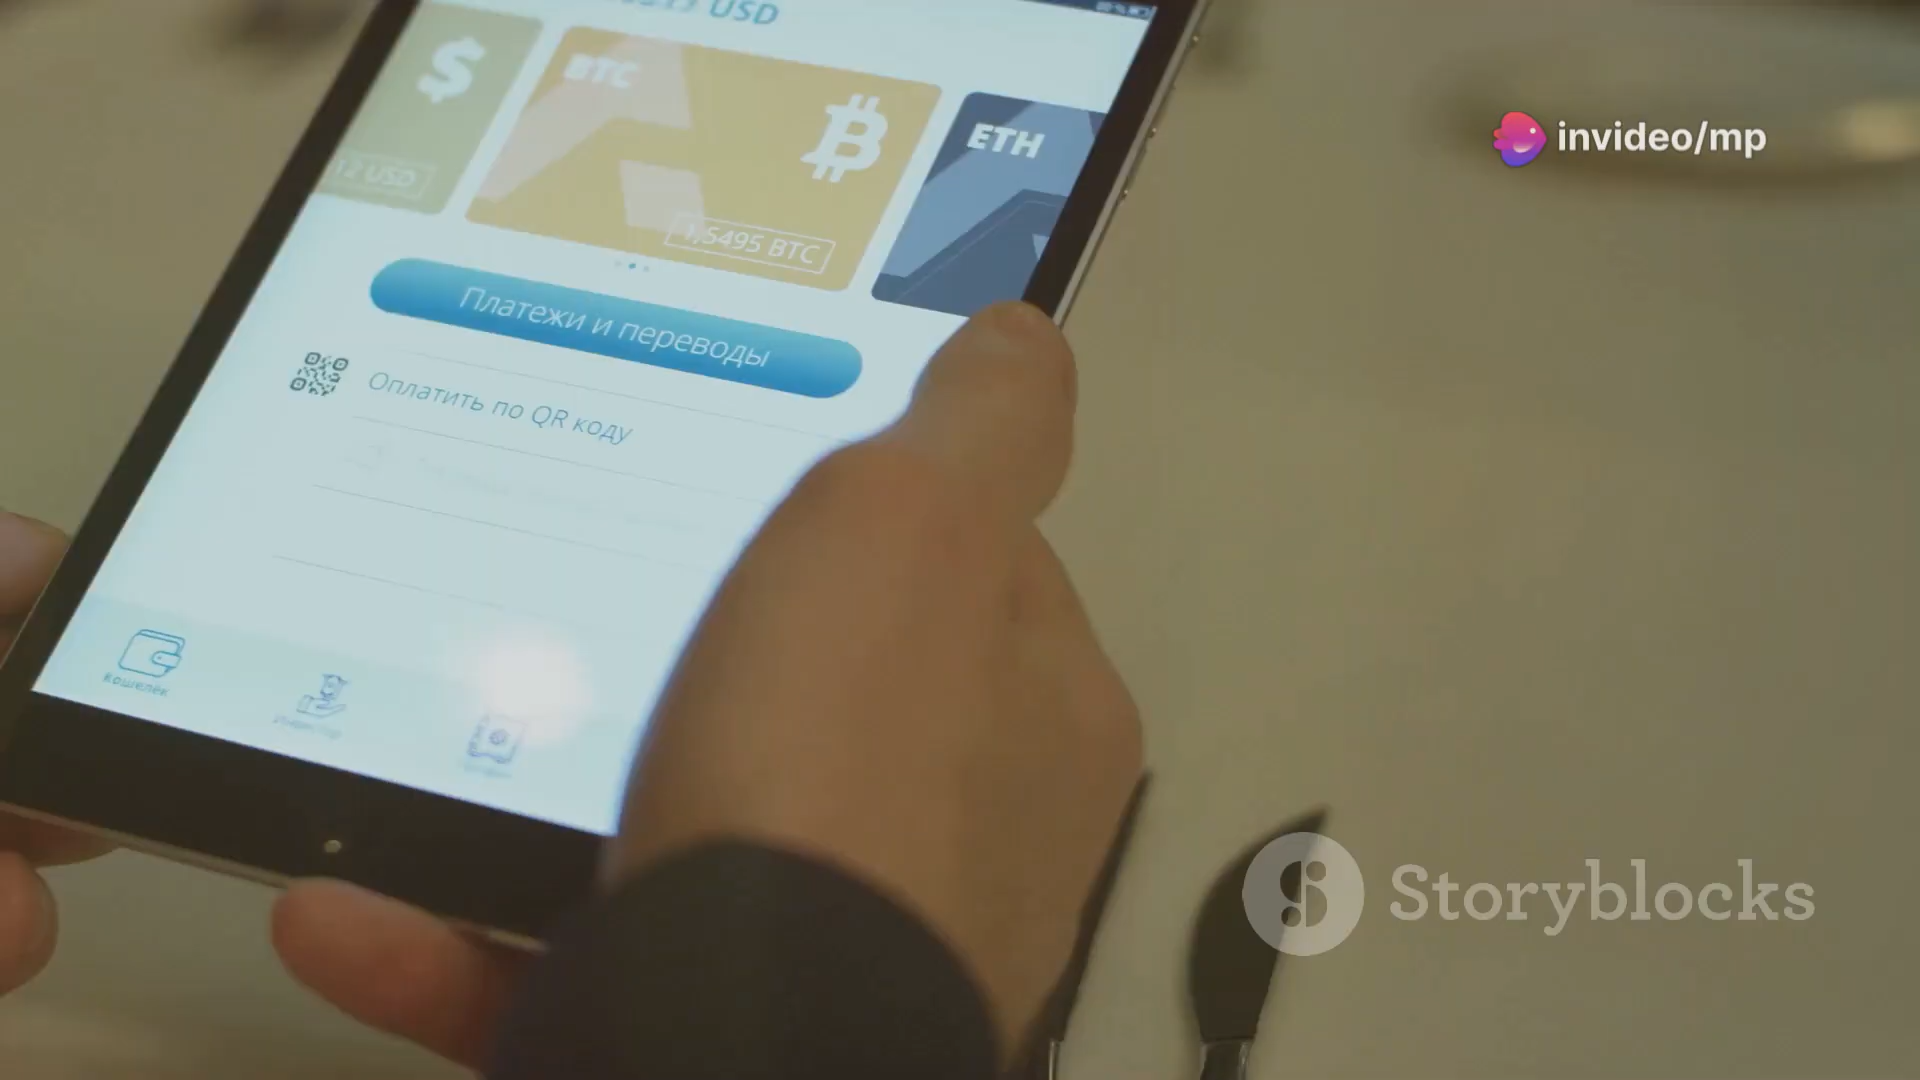 USD
$
BTC
ETH
12 USD
1,5495 BTC
Платежи и переводы
Оплатить по QR коду
Кошелёк
invideo/mp
Storyblocks